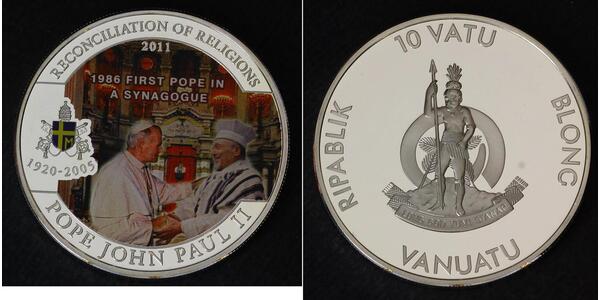 RECONCILIATION OF RELIGIONS
2011
1986 FIRST POPE IN
A SYNAGOGUE
1920-2005
POPE JOHN PAUL II
10 VATU
RIPABLIK
BLONG
VANUATU